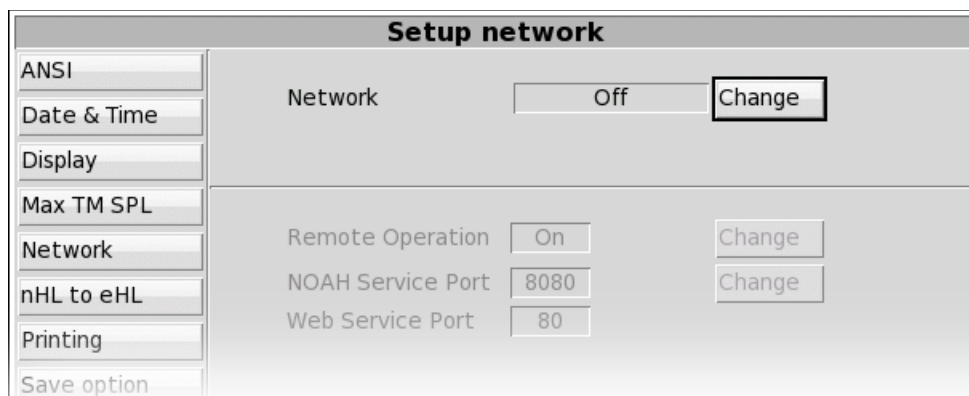 Setup network
ANSI
Date & Time
Display
Max TM SPL
Network
nHL to eHL
Printing
Save option
Network Off Change
Remote Operation On Change
NOAH Service Port 8080 Change
Web Service Port 80